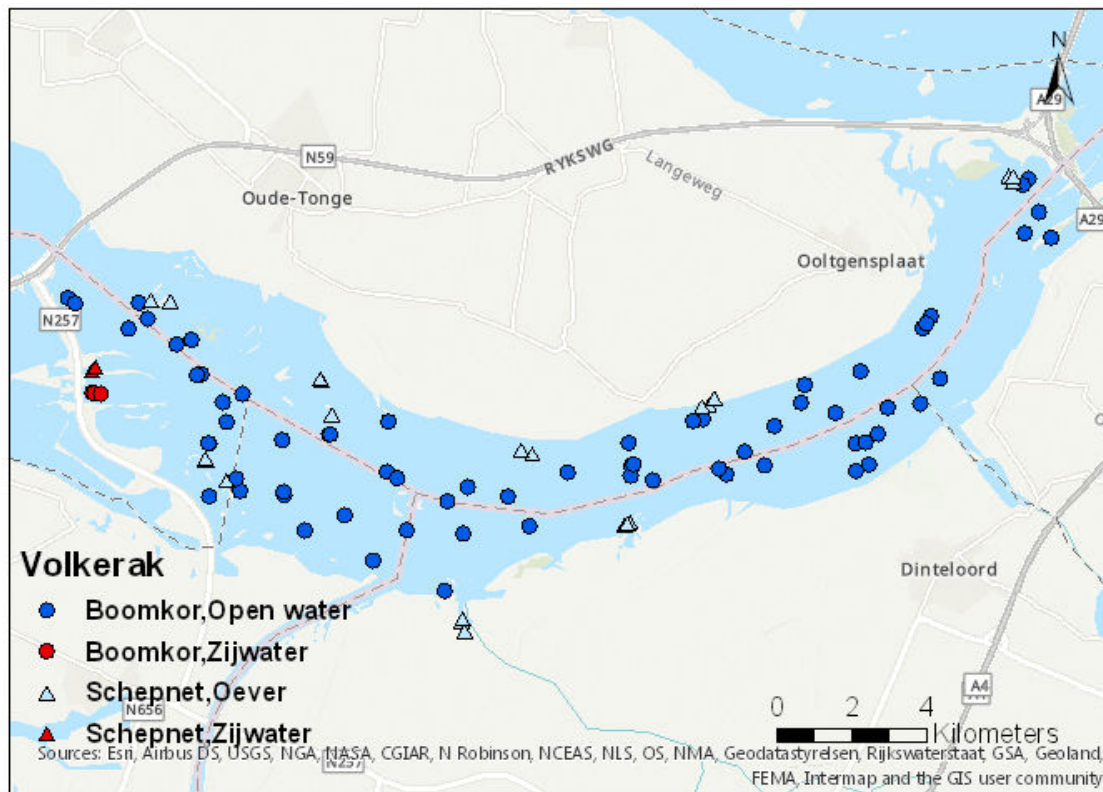 N
A29
N59
RYKSWG
Langeweg
Oude-Tonge
A29
Ooltgensplaat
N257
Volkerak
Boomkor,Open water
Boomkor,Zijwater
Schepnet,Oever
Schepnet,Zijwater
Dinteloord
A4
N656
0 2 4
Kilometers
Sources: Esri, Airbus DS, USGS, NGA, NASA, CGIAR, N Robinson, NCEAS, NLS, OS, NMA, Geodatastyrelsen, Rijkswaterstaat, GSA, Geoland,
FEMA, Intermap and the GIS user community
N257